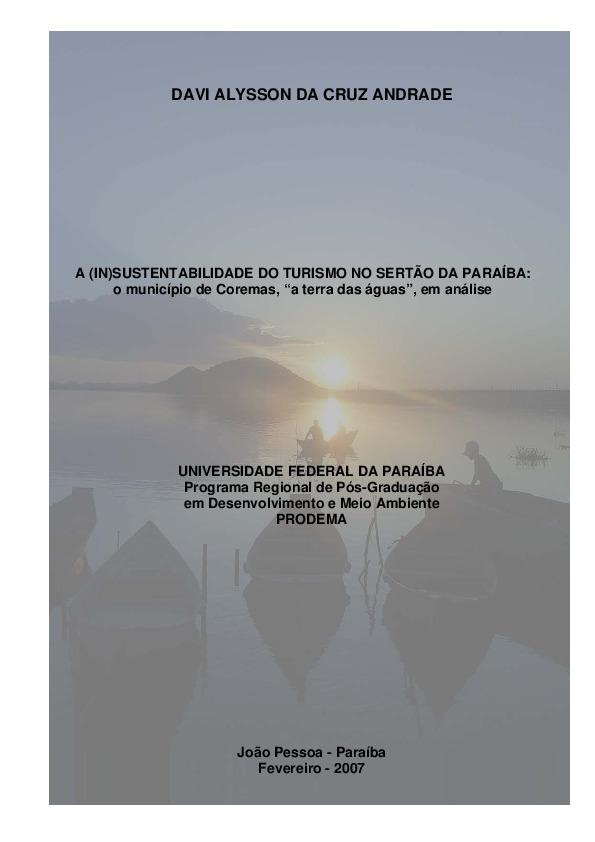 DAVI ALYSSON DA CRUZ ANDRADE
A (IN)SUSTENTABILIDADE DO TURISMO NO SERTÃO DA PARAÍBA:
o município de Coremas, “a terra das águas”, em análise
UNIVERSIDADE FEDERAL DA PARAÍBA
Programa Regional de Pós-Graduação
em Desenvolvimento e Meio Ambiente
PRODEMA
João Pessoa - Paraíba
Fevereiro - 2007